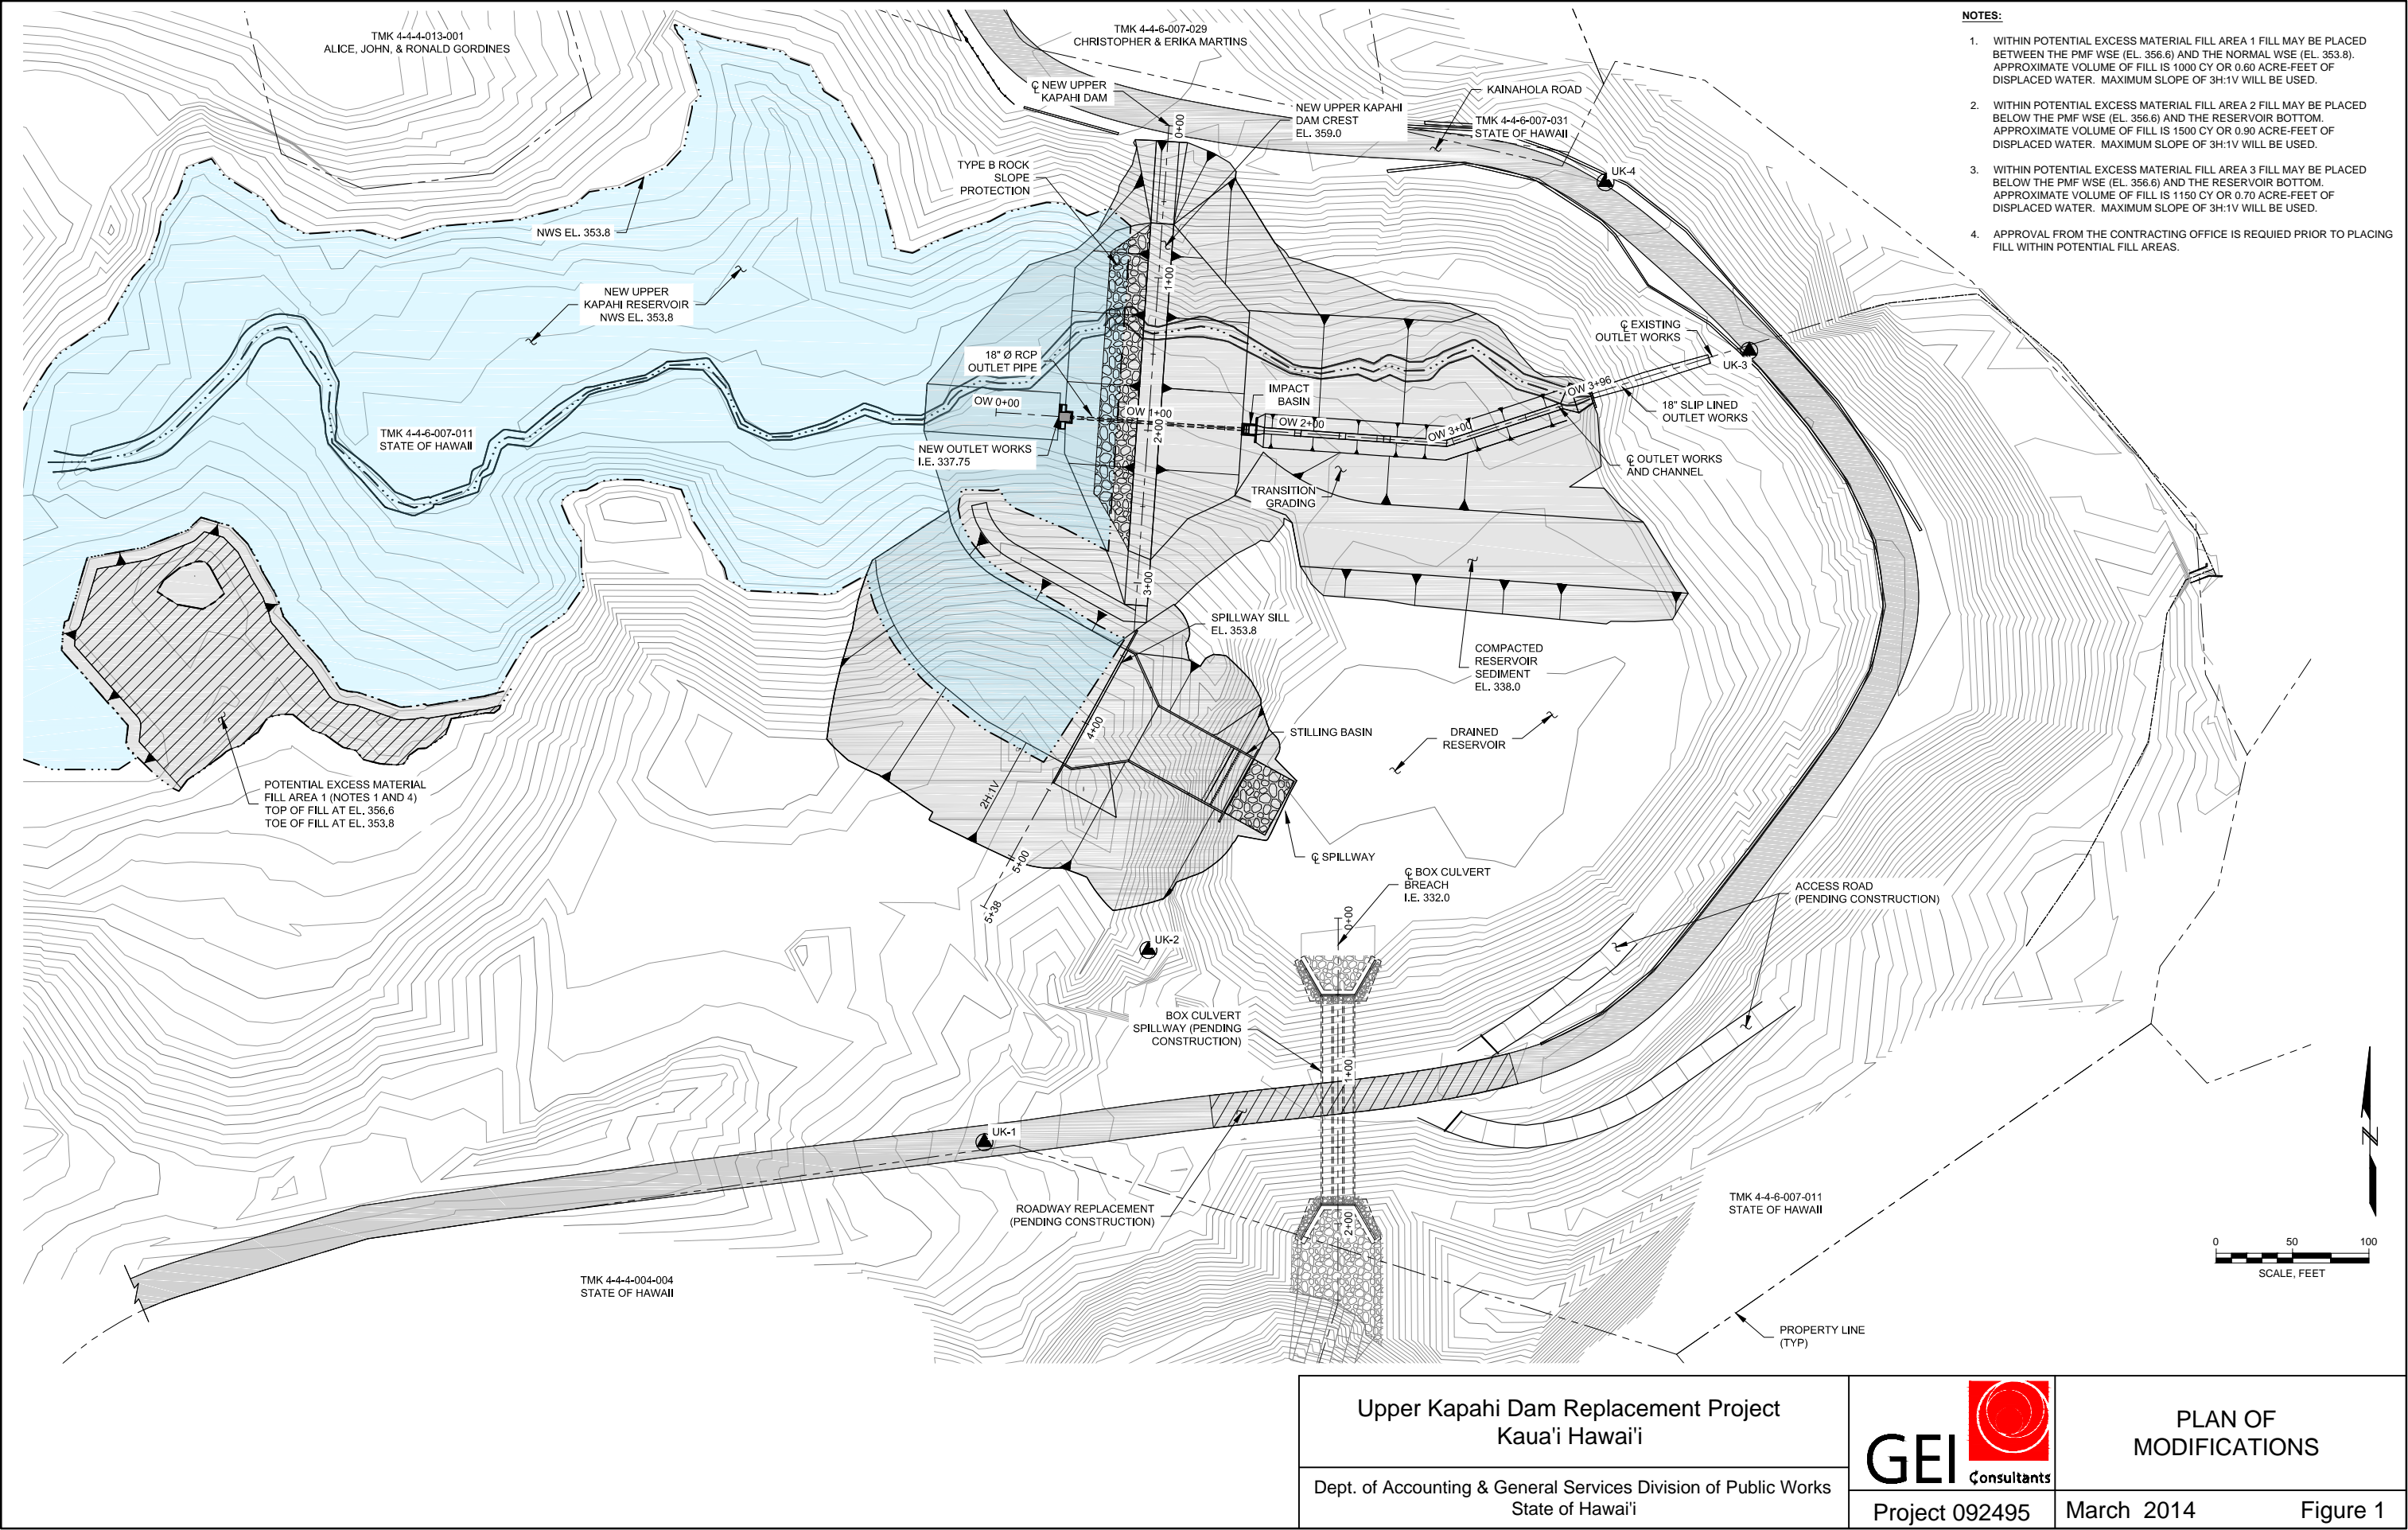 TMK 4-4-4-013-001
ALICE, JOHN, & RONALD GORDINES
TMK 4-4-6-007-029
CHRISTOPHER & ERIKA MARTINS
NOTES:
1. WITHIN POTENTIAL EXCESS MATERIAL FILL AREA 1 FILL MAY BE PLACED
BETWEEN THE PMF WSE (EL. 356.6) AND THE NORMAL WSE (EL. 353.8).
APPROXIMATE VOLUME OF FILL IS 1000 CY OR 0.60 ACRE-FEET OF
DISPLACED WATER. MAXIMUM SLOPE OF 3H:1V WILL BE USED.
2. WITHIN POTENTIAL EXCESS MATERIAL FILL AREA 2 FILL MAY BE PLACED
BELOW THE PMF WSE (EL. 356.6) AND THE RESERVOIR BOTTOM.
APPROXIMATE VOLUME OF FILL IS 1500 CY OR 0.90 ACRE-FEET OF
DISPLACED WATER. MAXIMUM SLOPE OF 3H:1V WILL BE USED.
3. WITHIN POTENTIAL EXCESS MATERIAL FILL AREA 3 FILL MAY BE PLACED
BELOW THE PMF WSE (EL. 356.6) AND THE RESERVOIR BOTTOM.
APPROXIMATE VOLUME OF FILL IS 1150 CY OR 0.70 ACRE-FEET OF
DISPLACED WATER. MAXIMUM SLOPE OF 3H:1V WILL BE USED.
4. APPROVAL FROM THE CONTRACTING OFFICE IS REQUIED PRIOR TO PLACING
FILL WITHIN POTENTIAL FILL AREAS.
℄ NEW UPPER
KAPAHI DAM
NEW UPPER KAPAHI
DAM CREST
EL. 359.0
KAINAHOLA ROAD
TMK 4-4-6-007-031
STATE OF HAWAII
0+00
TYPE B ROCK
SLOPE
PROTECTION
UK-4
NWS EL. 353.8
1+00
NEW UPPER
KAPAHI RESERVOIR
NWS EL. 353.8
℄ EXISTING
OUTLET WORKS
UK-3
18" Ø RCP
OUTLET PIPE
IMPACT
BASIN
OW 3+96
OW 0+00
OW 1+00
OW 2+00
OW 3+00
18" SLIP LINED
OUTLET WORKS
2+00
TMK 4-4-6-007-011
STATE OF HAWAII
NEW OUTLET WORKS
I.E. 337.75
℄ OUTLET WORKS
AND CHANNEL
TRANSITION
GRADING
3+00
SPILLWAY SILL
EL. 353.8
COMPACTED
RESERVOIR
SEDIMENT
EL. 338.0
4+00
STILLING BASIN
DRAINED
RESERVOIR
POTENTIAL EXCESS MATERIAL
FILL AREA 1 (NOTES 1 AND 4)
TOP OF FILL AT EL. 356.6
TOE OF FILL AT EL. 353.8
2H:1V
5+00
℄ SPILLWAY
5+38
℄ BOX CULVERT
BREACH
I.E. 332.0
ACCESS ROAD
(PENDING CONSTRUCTION)
0+00
UK-2
BOX CULVERT
SPILLWAY (PENDING
CONSTRUCTION)
1+00
UK-1
ROADWAY REPLACEMENT
(PENDING CONSTRUCTION)
2+00
TMK 4-4-6-007-011
STATE OF HAWAII
N
0 50 100
SCALE, FEET
TMK 4-4-4-004-004
STATE OF HAWAII
PROPERTY LINE
(TYP)
Upper Kapahi Dam Replacement Project
Kaua'i Hawai'i
Dept. of Accounting & General Services Division of Public Works
State of Hawai'i
GEI Consultants
Project 092495
PLAN OF
MODIFICATIONS
March 2014 Figure 1